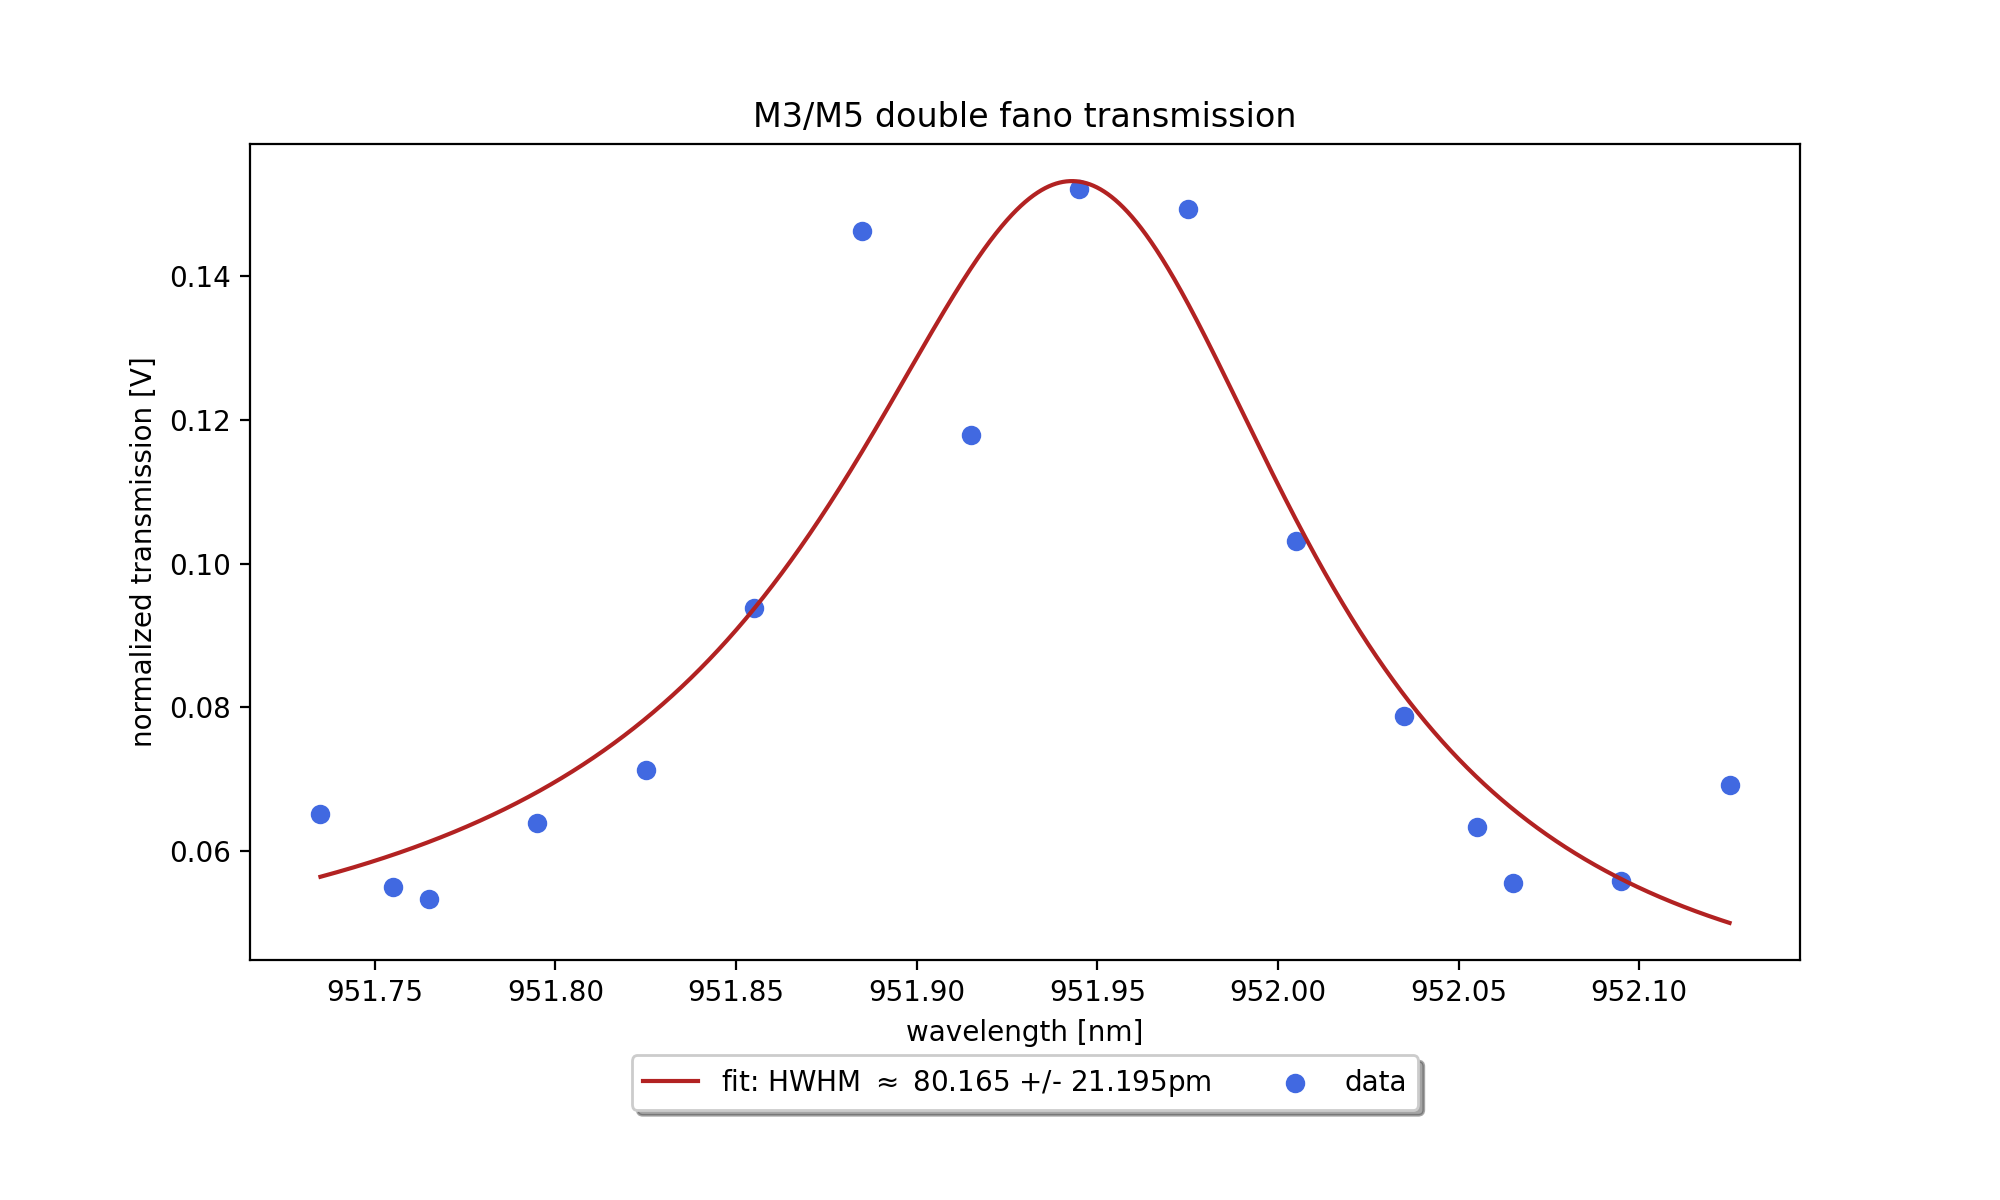 M3/M5 double fano transmission
normalized transmission [V]
0.14
0.12
0.10
0.08
0.06
951.75 951.80 951.85 951.90 951.95 952.00 952.05 952.10
wavelength [nm]
fit: HWHM ≈ 80.165 +/- 21.195pm data